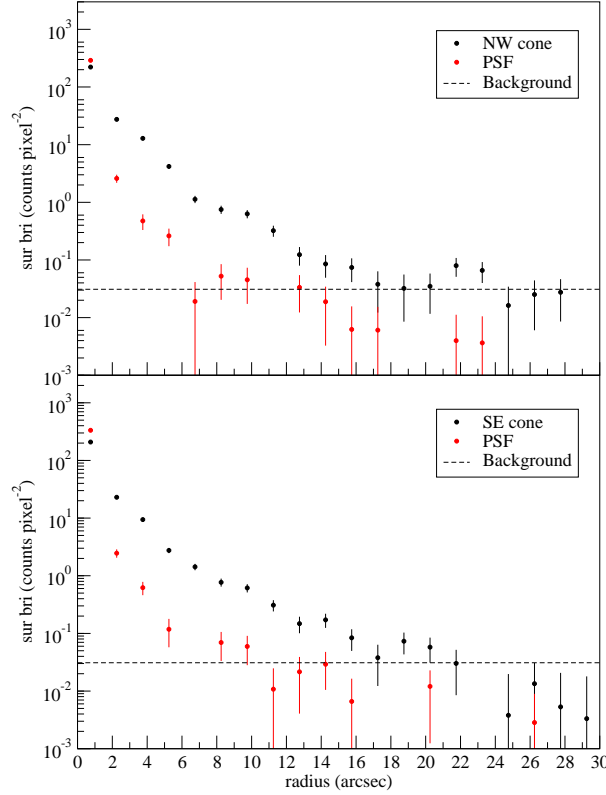 10³
10²
10¹
10⁰
10⁻¹
10⁻²
10⁻³
sur bri (counts pixel⁻²)
NW cone
PSF
Background
10³
10²
10¹
10⁰
10⁻¹
10⁻²
10⁻³
sur bri (counts pixel⁻²)
SE cone
PSF
Background
0 2 4 6 8 10 12 14 16 18 20 22 24 26 28 30
radius (arcsec)